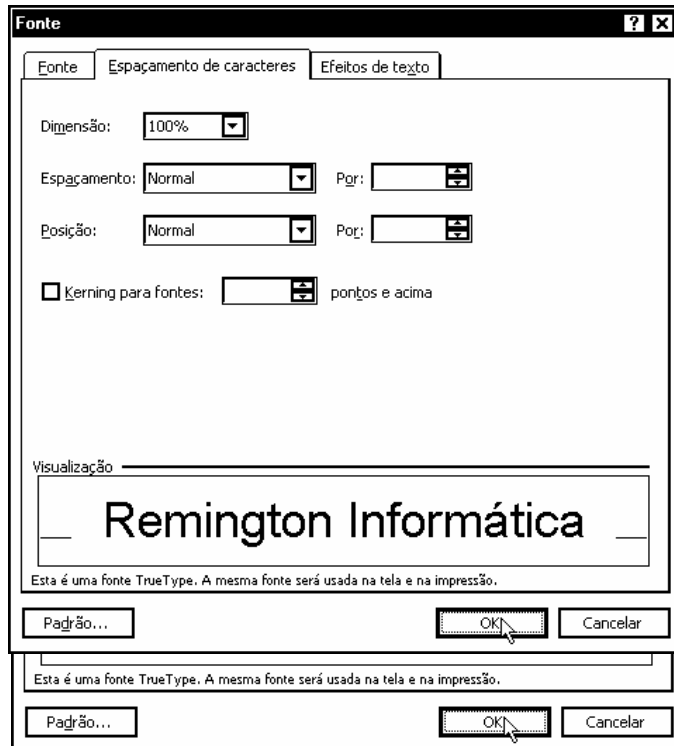 Fonte
Fonte Espaçamento de caracteres Efeitos de texto
Dimensão: 100%
Espaçamento: Normal Por:
Posição: Normal Por:
Kerning para fontes: pontos e acima
Visualização
Remington Informática
Esta é uma fonte TrueType. A mesma fonte será usada na tela e na impressão.
Padrão... OK Cancelar
Esta é uma fonte TrueType. A mesma fonte será usada na tela e na impressão.
Padrão... OK Cancelar